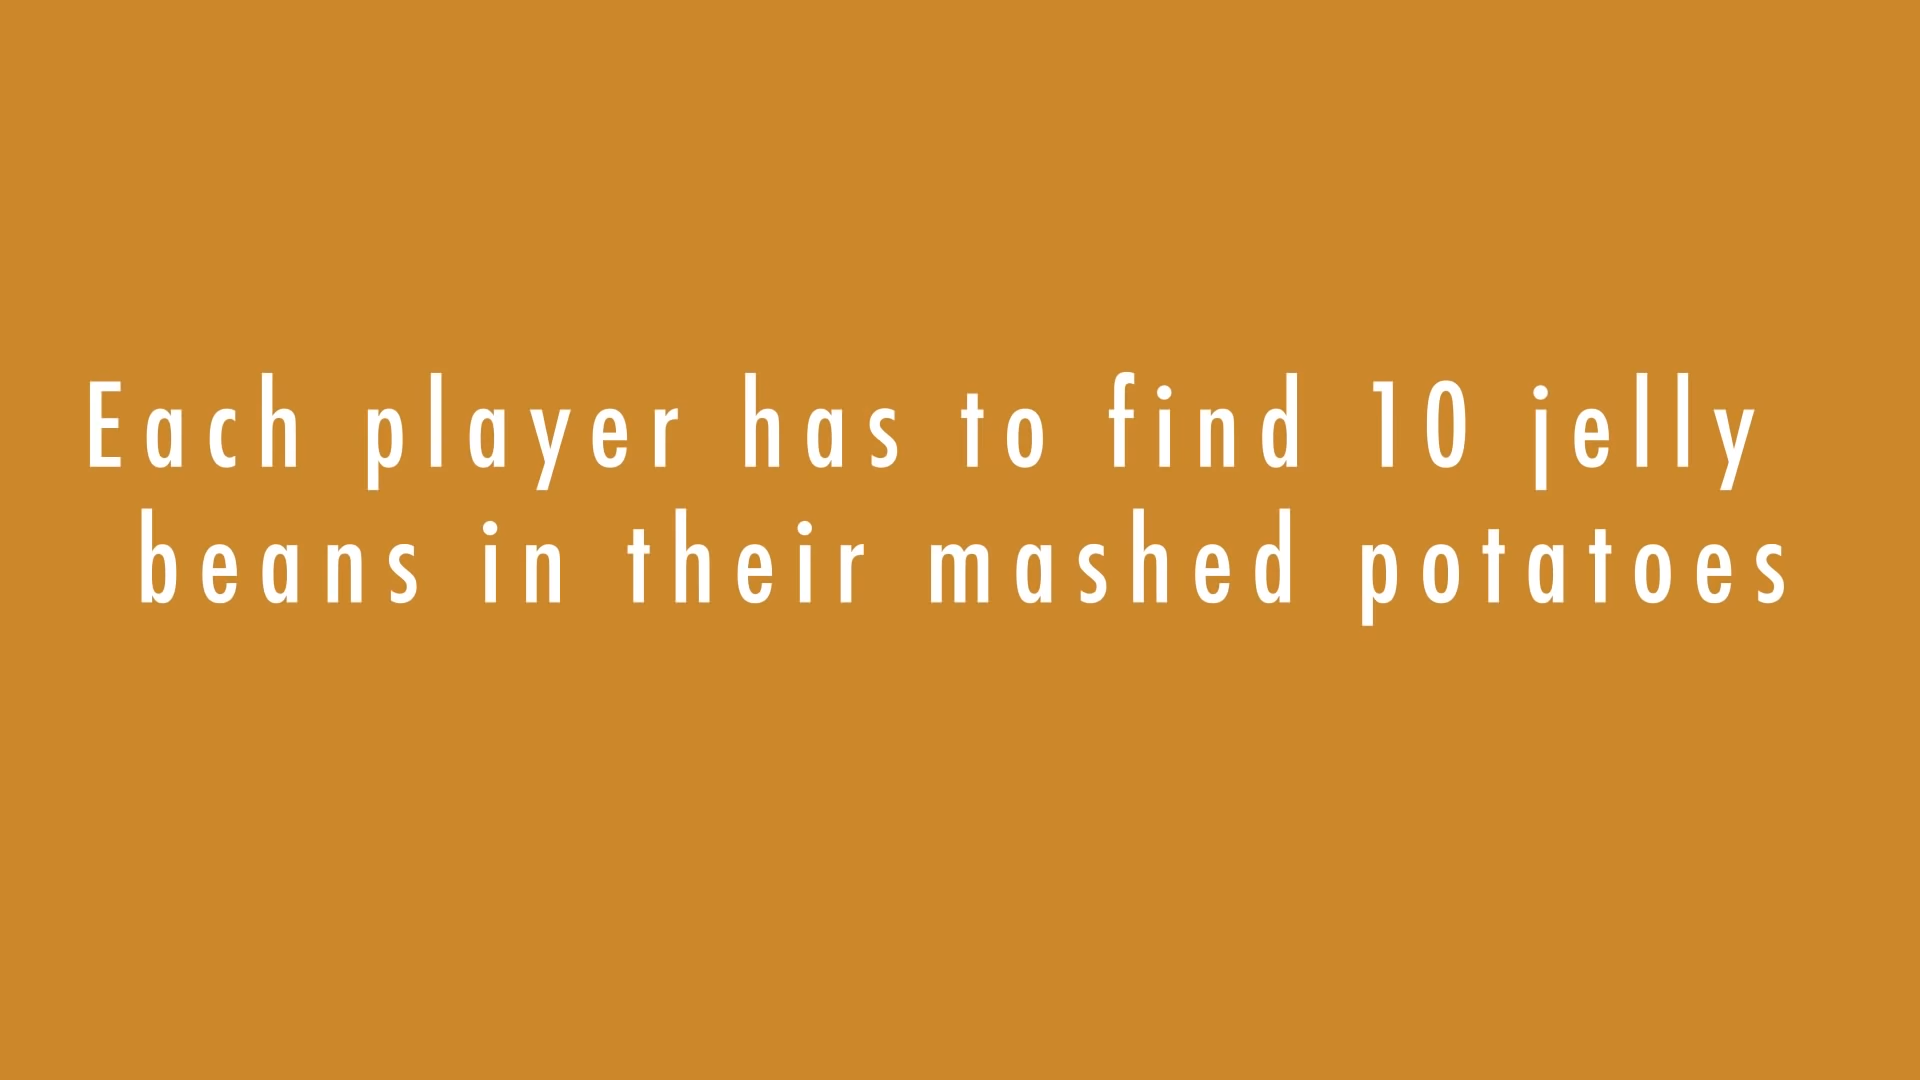 Each player has to find 10 jelly
beans in their mashed potatoes